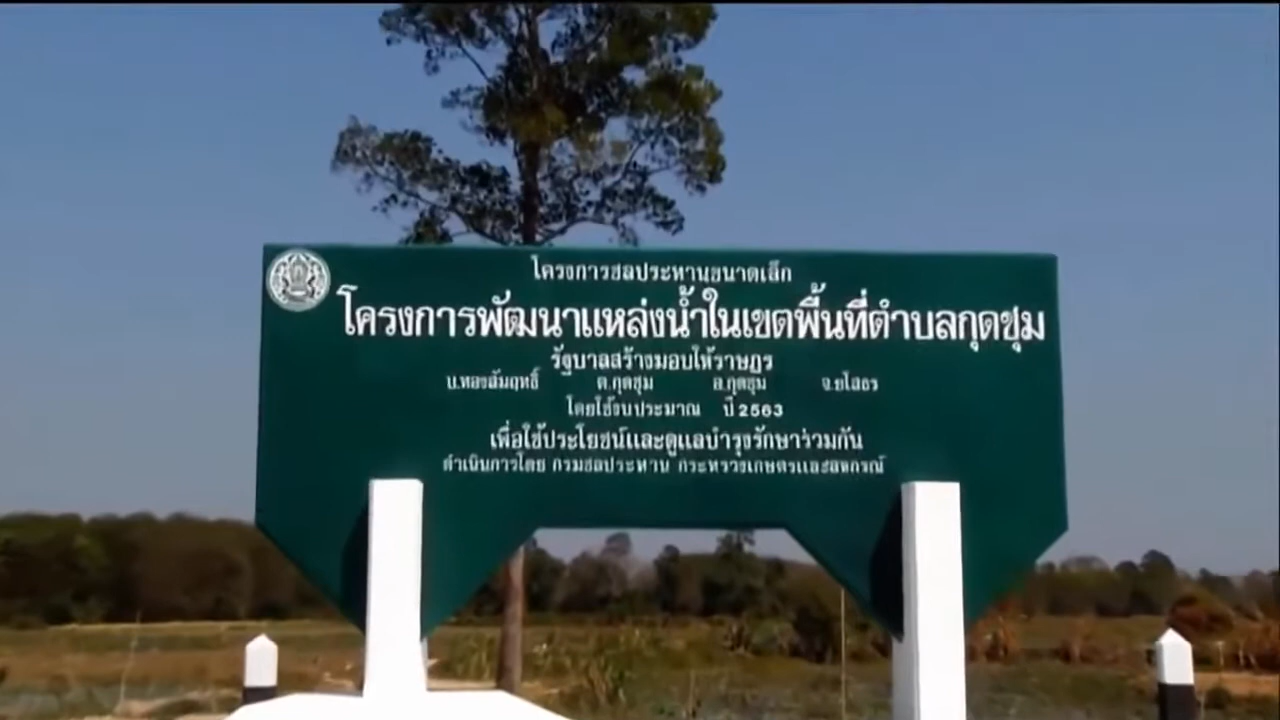 โครงการชลประทานขนาดเล็ก
โครงการพัฒนาแหล่งน้ำในเขตพื้นที่ตำบลกุดชุม
รัฐบาลสร้างมอบให้ราษฎร
บ.ทองสัมฤทธิ์ ต.กุดชุม อ.กุดชุม จ.ยโสธร
โดยใช้งบประมาณ ปี 2563
เพื่อใช้ประโยชน์และดูแลบำรุงรักษาร่วมกัน
ดำเนินการโดย กรมชลประทาน กระทรวงเกษตรและสหกรณ์